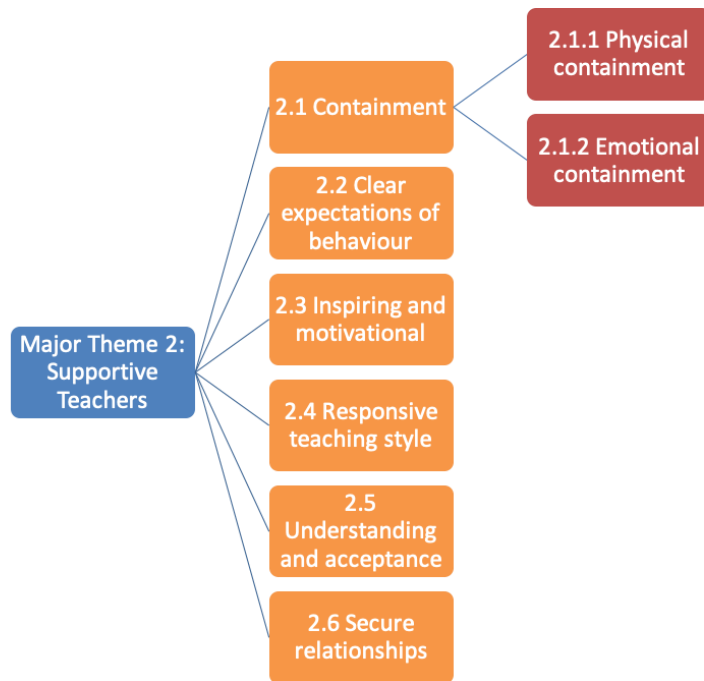 Major Theme 2:
Supportive
Teachers
2.1 Containment
2.1.1 Physical
containment
2.1.2 Emotional
containment
2.2 Clear
expectations of
behaviour
2.3 Inspiring and
motivational
2.4 Responsive
teaching style
2.5
Understanding
and acceptance
2.6 Secure
relationships